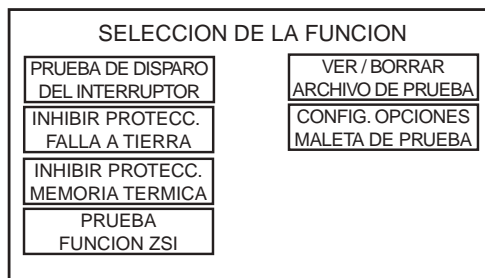 SELECCION DE LA FUNCION
PRUEBA DE DISPARO
DEL INTERRUPTOR
INHIBIR PROTECC.
FALLA A TIERRA
INHIBIR PROTECC.
MEMORIA TERMICA
PRUEBA
FUNCION ZSI
VER / BORRAR
ARCHIVO DE PRUEBA
CONFIG. OPCIONES
MALETA DE PRUEBA